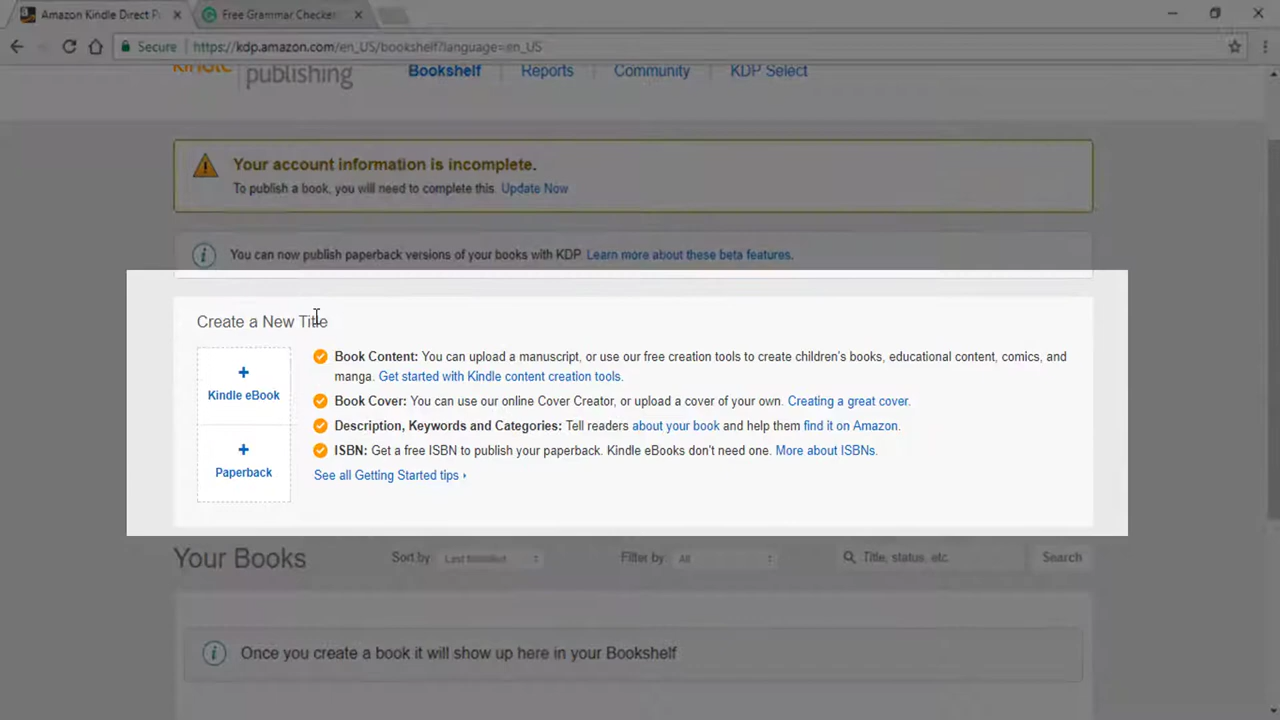 Amazon Kindle Direct P
Free Grammar Checker
Secure https://kdp.amazon.com/en_US/bookshelf?language=en_US
kindle publishing Bookshelf Reports Community KDP Select
Your account information is incomplete.
To publish a book, you will need to complete this. Update Now
You can now publish paperback versions of your books with KDP. Learn more about these beta features.
Create a New Title
+
Kindle eBook
+
Paperback
Book Content: You can upload a manuscript, or use our free creation tools to create children's books, educational content, comics, and
manga. Get started with Kindle content creation tools.
Book Cover: You can use our online Cover Creator, or upload a cover of your own. Creating a great cover.
Description, Keywords and Categories: Tell readers about your book and help them find it on Amazon.
ISBN: Get a free ISBN to publish your paperback. Kindle eBooks don't need one. More about ISBNs.
See all Getting Started tips ›
Your Books Sort by Last Modified Filter by All Title, status, etc. Search
Once you create a book it will show up here in your Bookshelf